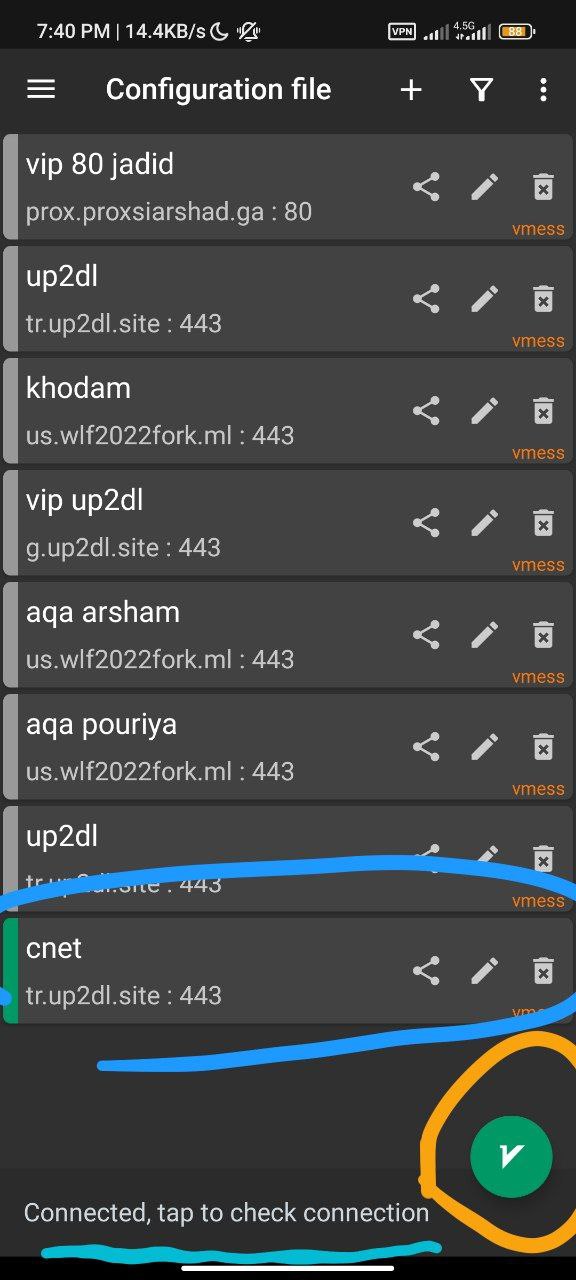 7:40 PM | 14.4KB/s VPN 4.5G 88
Configuration file
vip 80 jadid
prox.proxsiarshad.ga : 80
vmess
up2dl
tr.up2dl.site : 443
vmess
khodam
us.wlf2022fork.ml : 443
vmess
vip up2dl
g.up2dl.site : 443
vmess
aqa arsham
us.wlf2022fork.ml : 443
vmess
aqa pouriya
us.wlf2022fork.ml : 443
vmess
up2dl
tr.up2dl.site : 443
vmess
cnet
tr.up2dl.site : 443
vmess
Connected, tap to check connection